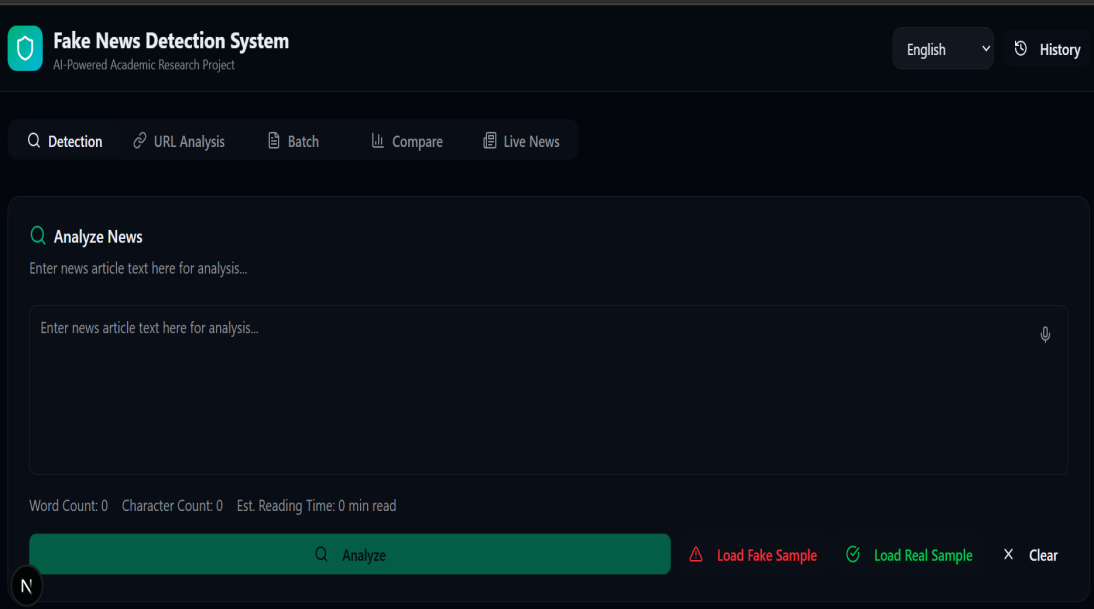 Fake News Detection System
AI-Powered Academic Research Project
English
History
Detection
URL Analysis
Batch
Compare
Live News
Analyze News
Enter news article text here for analysis...
Enter news article text here for analysis...
Word Count: 0 Character Count: 0 Est. Reading Time: 0 min read
Analyze
Load Fake Sample
Load Real Sample
Clear
N